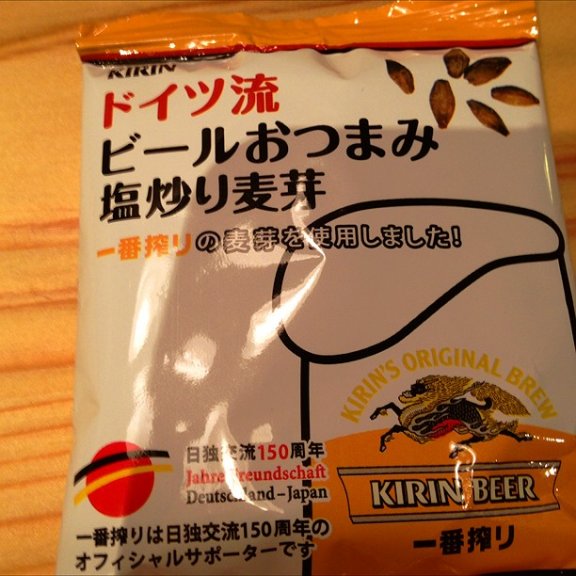 KIRIN
ドイツ流
ビールおつまみ
塩炒り麦芽
一番搾りの麦芽を使用しました!
KIRIN'S ORIGINAL BREW
KIRIN BEER
一番搾り
日独交流150周年
Jahre Freundschaft
Deutschland–Japan
一番搾りは日独交流150周年の
オフィシャルサポーターです